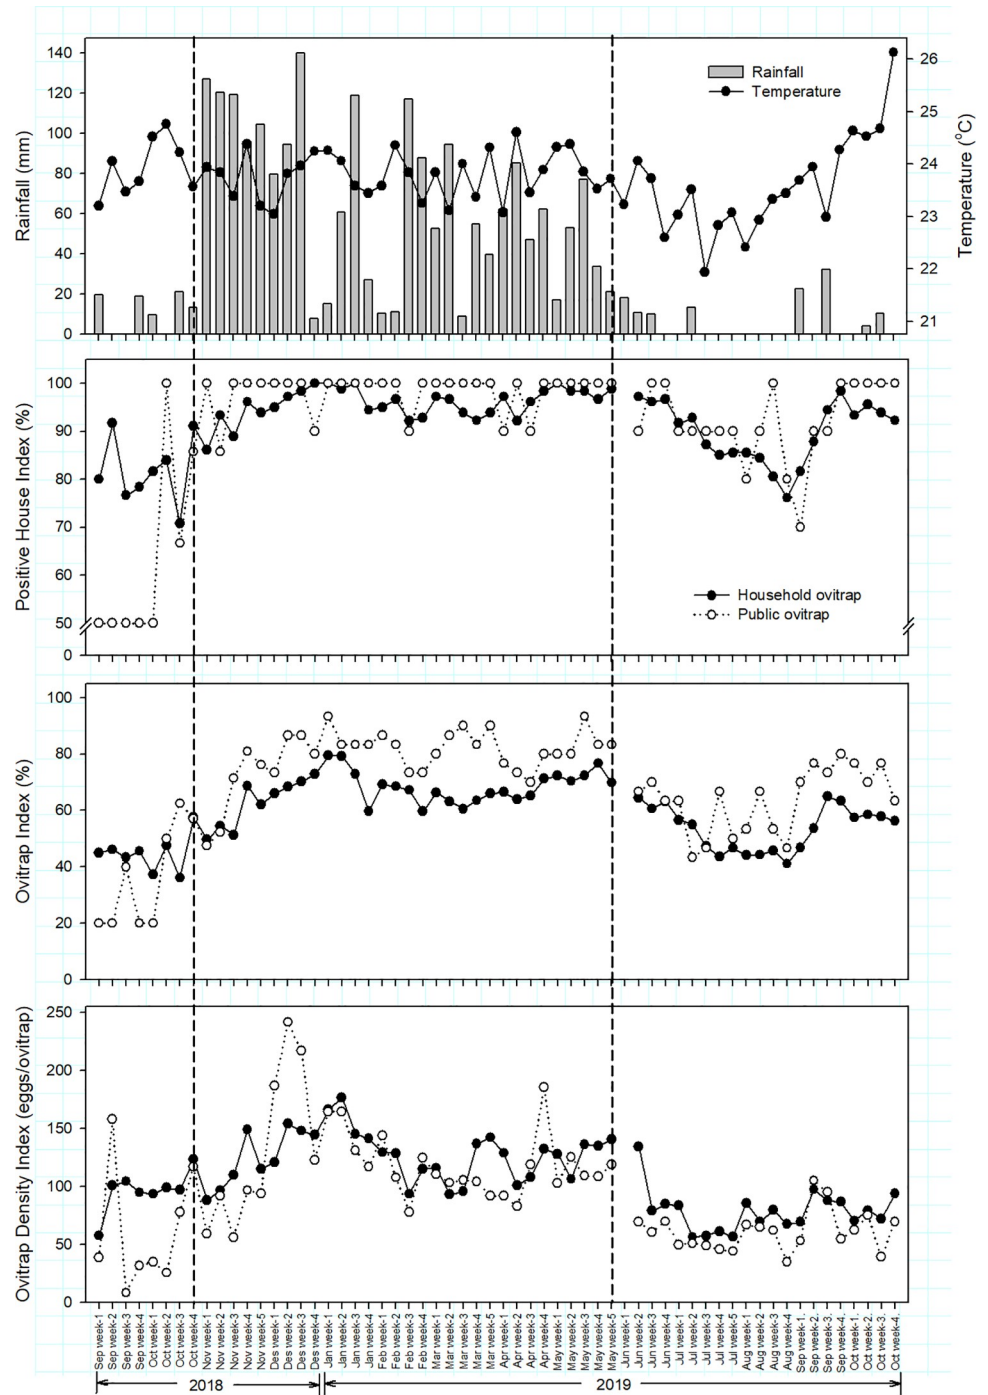 140
120
100
80
60
40
20
0
Rainfall (mm)
Rainfall
Temperature
26
25
24
23
22
21
Temperature (°C)
100
90
80
70
60
50
0
Positive House Index (%)
Household ovitrap
Public ovitrap
100
80
60
40
20
0
Ovitrap Index (%)
250
200
150
100
50
0
Ovitrap Density Index (eggs/ovitrap)
Sep week-1
Sep week-2
Sep week-3
Sep week-4
Oct week-1
Oct week-2
Oct week-3
Oct week-4
Nov week-1
Nov week-2
Nov week-3
Nov week-4
Nov week-5
Des week-1
Des week-2
Des week-3
Des week-4
Jan week-1
Jan week-2
Jan week-3
Jan week-4
Feb week-1
Feb week-2
Feb week-3
Feb week-4
Mar week-1
Mar week-2
Mar week-3
Mar week-4
Mar week-5
Apr week-1
Apr week-2
Apr week-3
Apr week-4
May week-1
May week-3
May week-4
May week-5
Jun week-1
Jun week-2
Jun week-3
Jul week-1
Jul week-2
Jul week-3
Jul week-4
Jul week-5
Aug week-1
Aug week-2
Aug week-3
Aug week-4
Sep week-1.
Sep week-2.
Sep week-3.
Sep week-4.
Oct week-1.
Oct week-2.
Oct week-3.
Oct week-4.
2018
2019